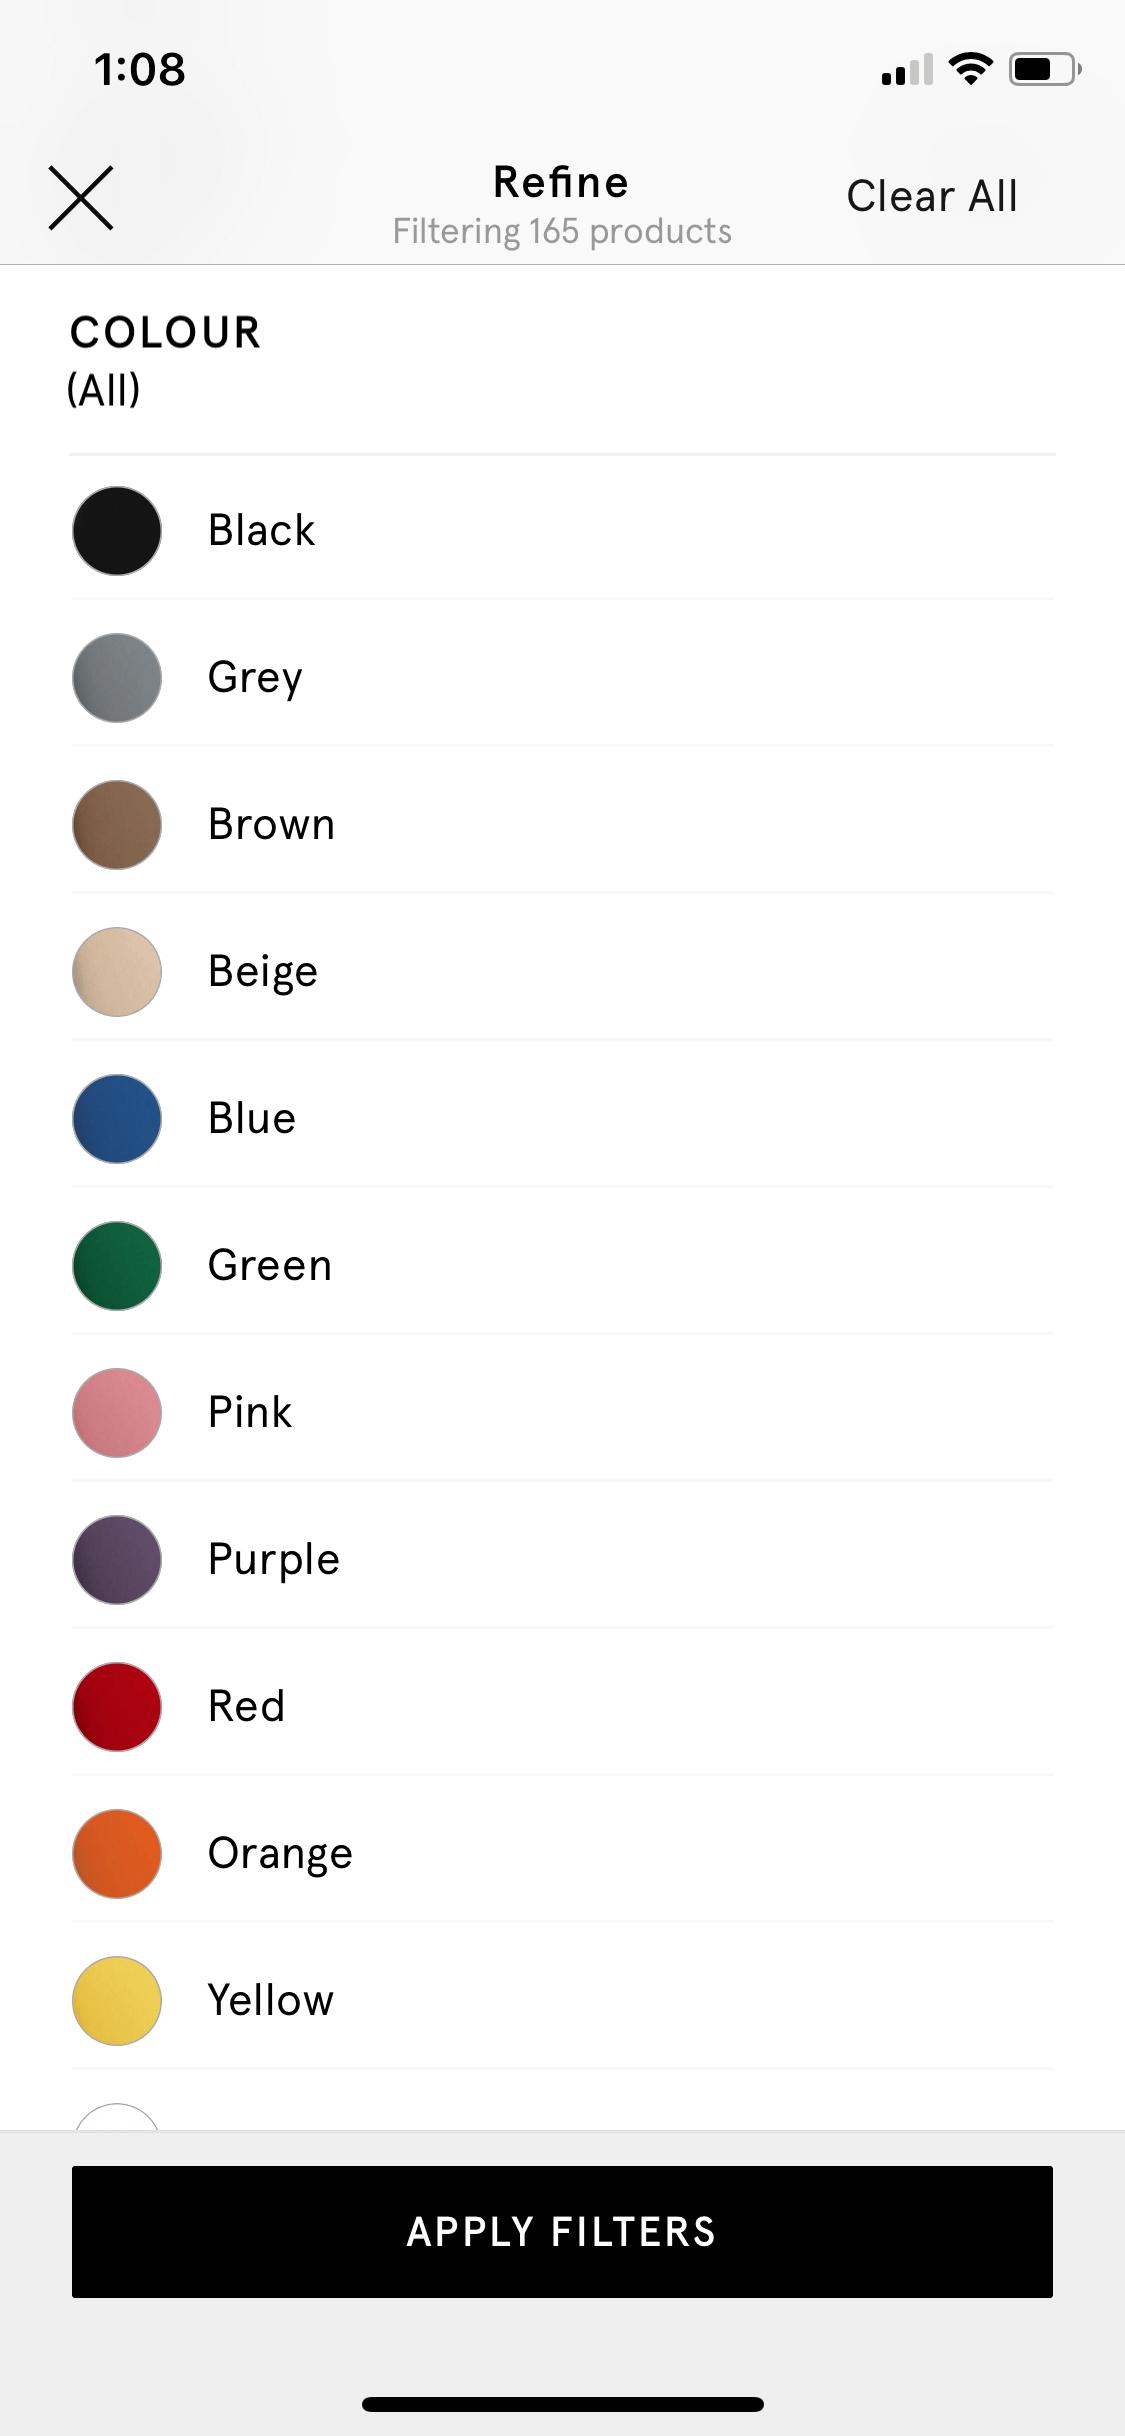 1:08
Refine
Clear All
Filtering 165 products
COLOUR
(All)
Black
Grey
Brown
Beige
Blue
Green
Pink
Purple
Red
Orange
Yellow
APPLY FILTERS